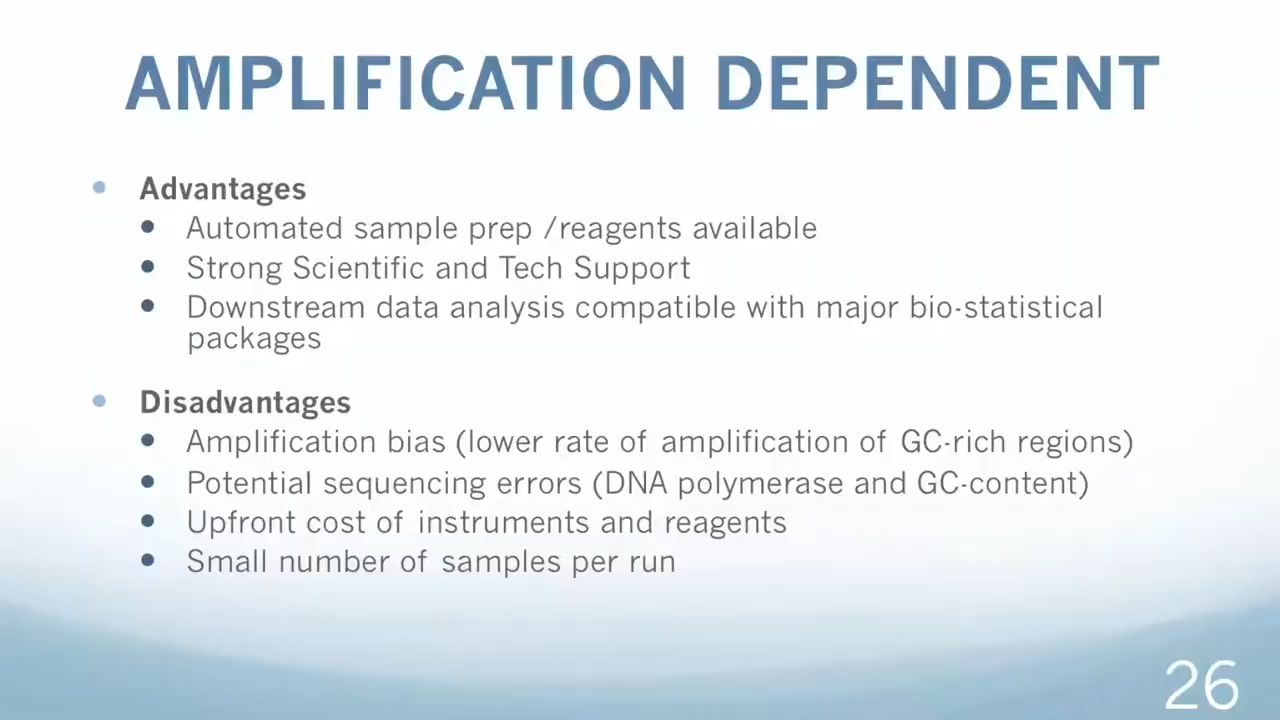 AMPLIFICATION DEPENDENT
• Advantages
• Automated sample prep /reagents available
• Strong Scientific and Tech Support
• Downstream data analysis compatible with major bio-statistical
packages
• Disadvantages
• Amplification bias (lower rate of amplification of GC-rich regions)
• Potential sequencing errors (DNA polymerase and GC-content)
• Upfront cost of instruments and reagents
• Small number of samples per run
26